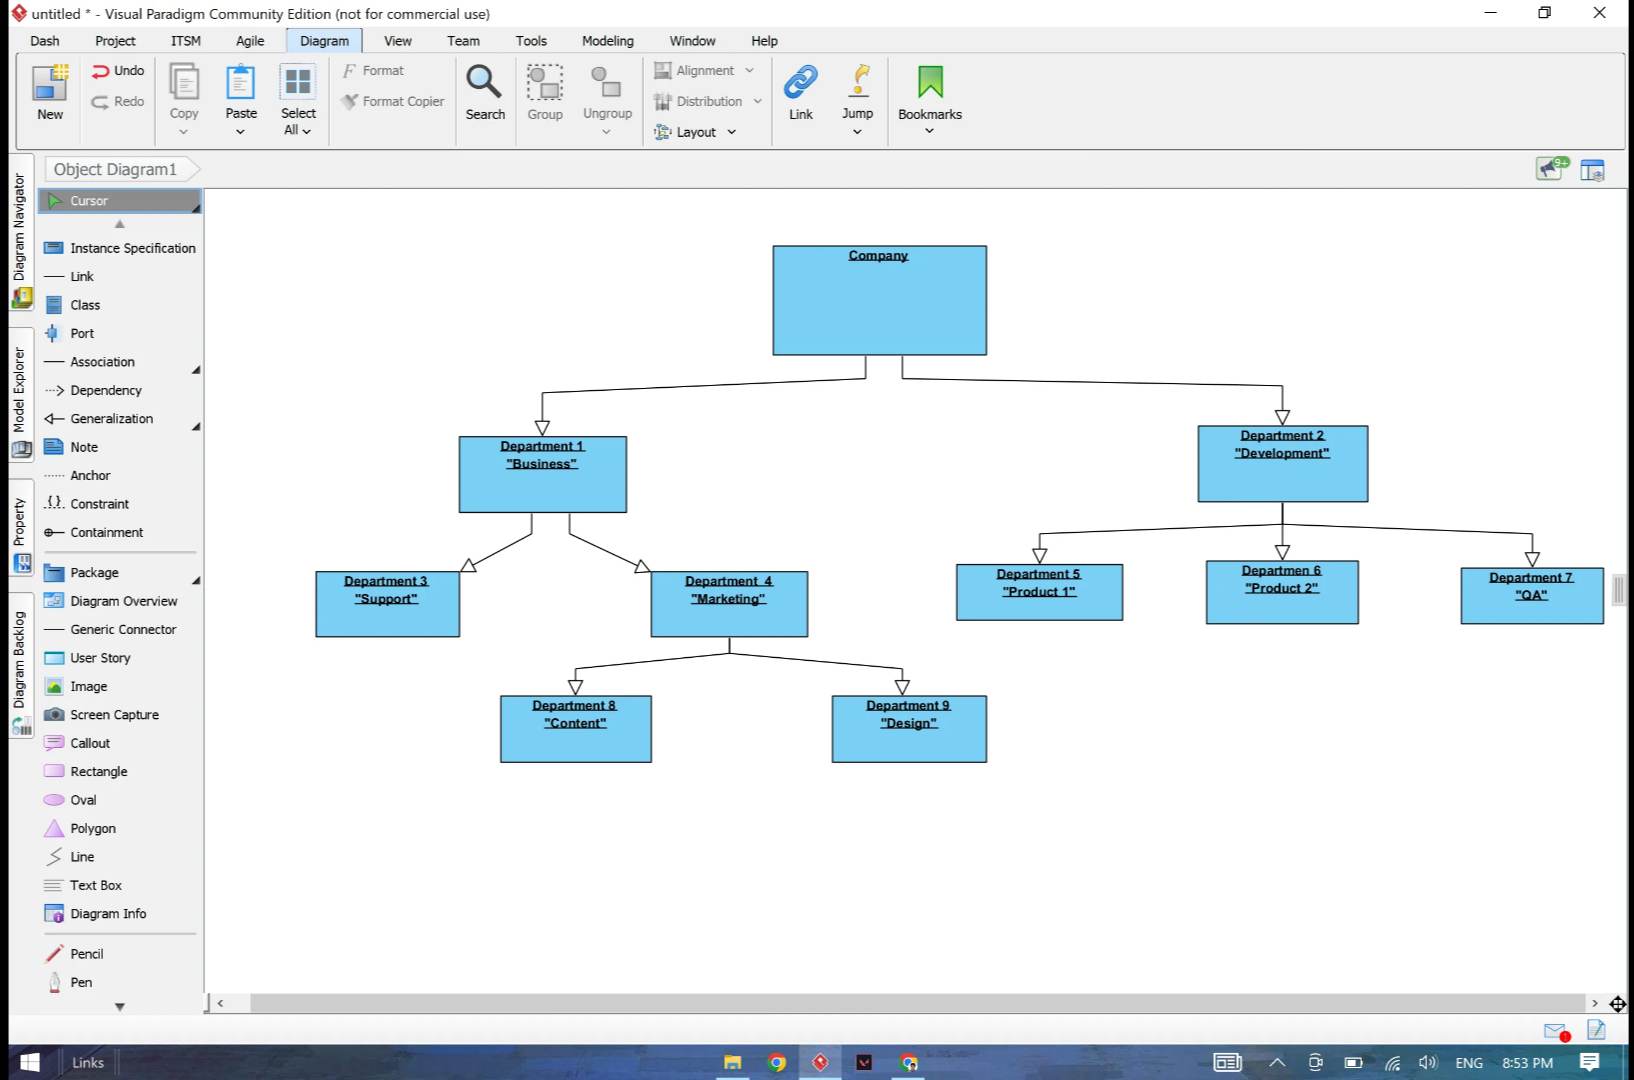 untitled * - Visual Paradigm Community Edition (not for commercial use)
Dash Project ITSM Agile Diagram View Team Tools Modeling Window Help
New
Undo
Redo
Copy
Paste
Select
All
Format
Format Copier
Search
Group
Ungroup
Alignment
Distribution
Layout
Link
Jump
Bookmarks
Object Diagram1
9+
Diagram Navigator
Model Explorer
Property
Diagram Backlog
Cursor
Instance Specification
Link
Class
Port
Association
Dependency
Generalization
Note
Anchor
Constraint
Containment
Package
Diagram Overview
Generic Connector
User Story
Image
Screen Capture
Callout
Rectangle
Oval
Polygon
Line
Text Box
Diagram Info
Pencil
Pen
Company
Department 1
"Business"
Department 2
"Development"
Department 3
"Support"
Department  4
"Marketing"
Departmen 5
"Product 1"
Departmen 6
"Product 2"
Department 7
"QA"
Department 8
"Content"
Department 9
"Design"
Links
ENG
8:53 PM